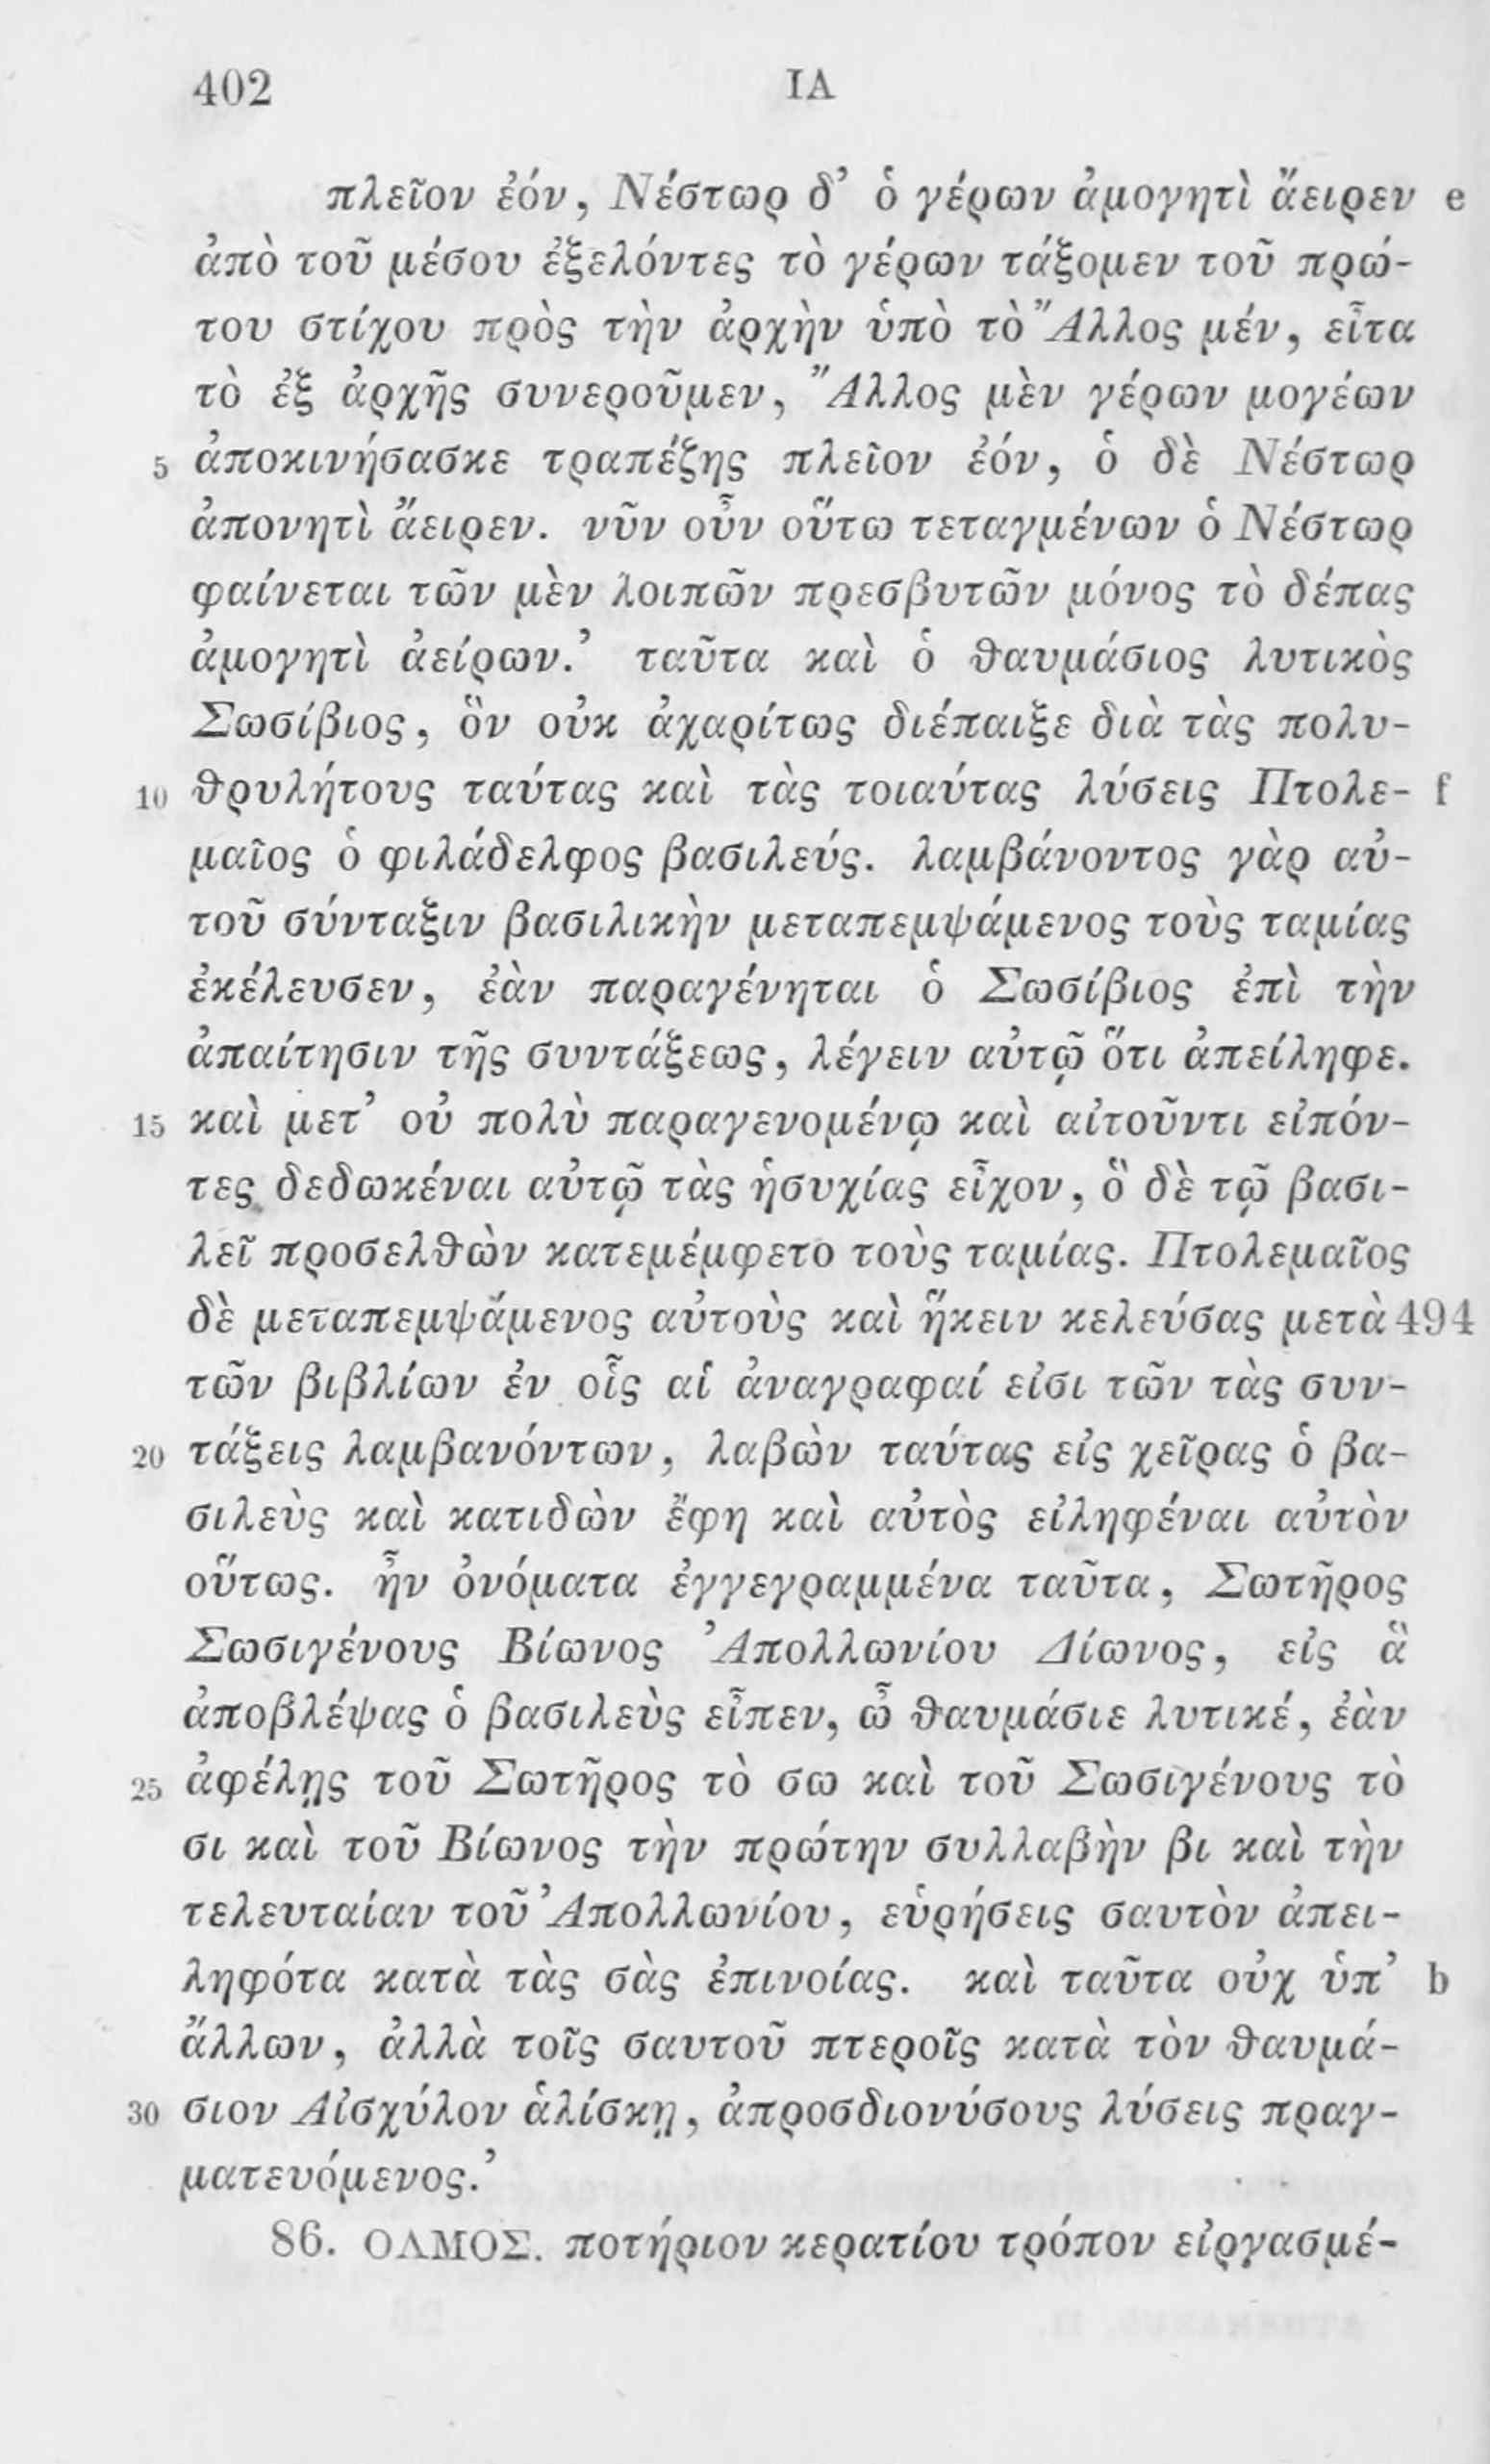 402 ΙΑ
πλεῖον ἐόν, Νέστωρ δ’ ὁ γέρων ἀμογητὶ ἄειρεν e
ἀπὸ τοῦ μέσου ἐξελόντες τὸ γέρων τάξομεν τοῦ πρώ-
του στίχου πρὸς τὴν ἀρχὴν ὑπὸ τὸ Ἄλλος μέν, εἶτα
τὸ ἐξ ἀρχῆς συνεροῦμεν, Ἄλλος μὲν γέρων μογέων
5 ἀποκινήσασκε τραπέζης πλεῖον ἐόν, ὁ δὲ Νέστωρ
ἀπονητὶ ἄειρεν. νῦν οὖν οὕτω τεταγμένων ὁ Νέστωρ
φαίνεται τῶν μὲν λοιπῶν πρεσβυτῶν μόνος τὸ δέπας
ἀμογητὶ ἀείρων.’ ταῦτα καὶ ὁ θαυμάσιος λυτικὸς
Σωσίβιος, ὃν οὐκ ἀχαρίτως διέπαιξε διὰ τὰς πολυ-
10 θρυλήτους ταύτας καὶ τὰς τοιαύτας λύσεις Πτολε- f
μαῖος ὁ φιλάδελφος βασιλεύς. λαμβάνοντος γὰρ αὐ-
τοῦ σύνταξιν βασιλικὴν μεταπεμψάμενος τοὺς ταμίας
ἐκέλευσεν, ἐὰν παραγένηται ὁ Σωσίβιος ἐπὶ τὴν
ἀπαίτησιν τῆς συντάξεως, λέγειν αὐτῷ ὅτι ἀπείληφε.
15 καὶ μετ’ οὐ πολὺ παραγενομένῳ καὶ αἰτοῦντι εἰπόν-
τες δεδωκέναι αὐτῷ τὰς ἡσυχίας εἶχον, ὃ δὲ τῷ βασι-
λεῖ προσελθὼν κατεμέμφετο τοὺς ταμίας. Πτολεμαῖος
δὲ μεταπεμψάμενος αὐτοὺς καὶ ἥκειν κελεύσας μετὰ 494
τῶν βιβλίων ἐν οἷς αἱ ἀναγραφαί εἰσι τῶν τὰς συν-
20 τάξεις λαμβανόντων, λαβὼν ταύτας εἰς χεῖρας ὁ βα-
σιλεὺς καὶ κατιδὼν ἔφη καὶ αὐτὸς εἰληφέναι αὐτὸν
οὕτως. ἦν ὀνόματα ἐγγεγραμμένα ταῦτα, Σωτῆρος
Σωσιγένους Βίωνος Ἀπολλωνίου Δίωνος, εἰς ἃ
ἀποβλέψας ὁ βασιλεὺς εἶπεν, ὦ θαυμάσιε λυτικέ, ἐὰν
25 ἀφέλῃς τοῦ Σωτῆρος τὸ σω καὶ τοῦ Σωσιγένους τὸ
σι καὶ τοῦ Βίωνος τὴν πρώτην συλλαβὴν βι καὶ τὴν
τελευταίαν τοῦ Ἀπολλωνίου, εὑρήσεις σαυτὸν ἀπει-
ληφότα κατὰ τὰς σὰς ἐπινοίας. καὶ ταῦτα οὐχ ὑπ’ b
ἄλλων, ἀλλὰ τοῖς σαυτοῦ πτεροῖς κατὰ τὸν θαυμά-
30 σιον Αἰσχύλον ἁλίσκῃ, ἀπροσδιονύσους λύσεις πραγ-
ματευόμενος.’
86. ΟΛΜΟΣ. ποτήριον κερατίου τρόπον εἰργασμέ-